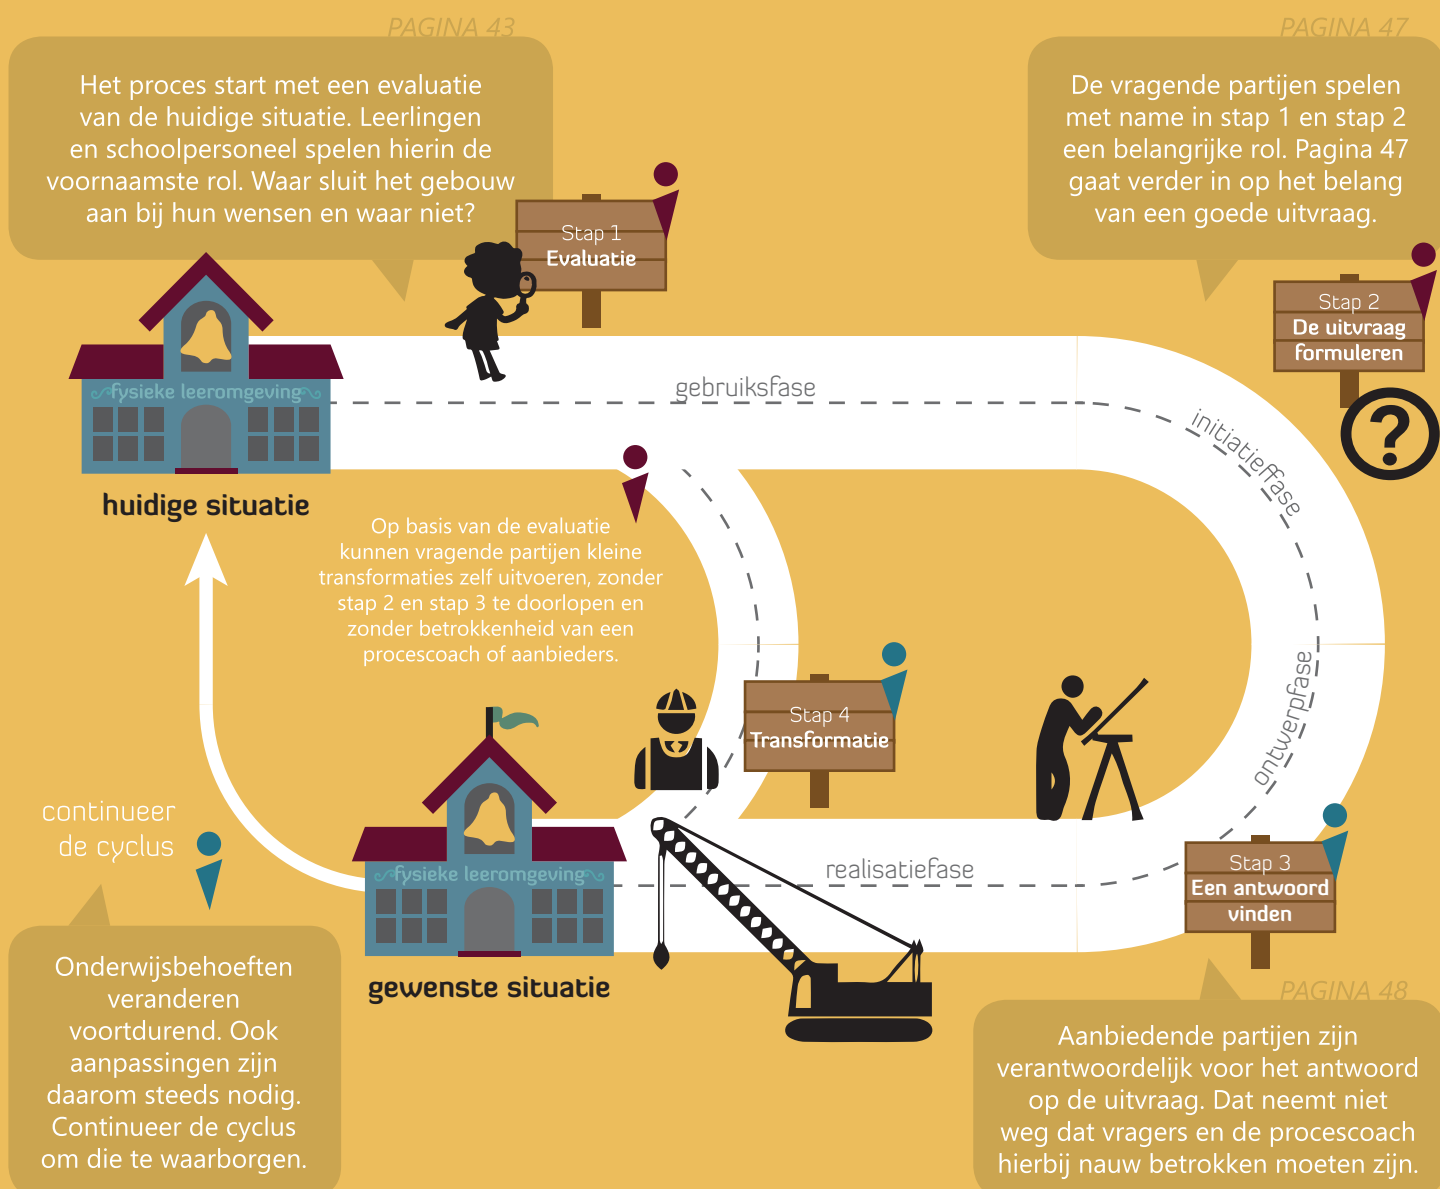 PAGINA 43
Het proces start met een evaluatie
van de huidige situatie. Leerlingen
en schoolpersoneel spelen hierin de
voornaamste rol. Waar sluit het gebouw
aan bij hun wensen en waar niet?
PAGINA 47
De vragende partijen spelen
met name in stap 1 en stap 2
een belangrijke rol. Pagina 47
gaat verder in op het belang
van een goede uitvraag.
Stap 1
Evaluatie
Stap 2
De uitvraag
formuleren
?
fysieke leeromgeving
huidige situatie
gebruiksfase
initiatieffase
Op basis van de evaluatie
kunnen vragende partijen kleine
transformaties zelf uitvoeren, zonder
stap 2 en stap 3 te doorlopen en
zonder betrokkenheid van een
procescoach of aanbieders.
ontwerpfase
Stap 4
Transformatie
continueer
de cyclus
fysieke leeromgeving
gewenste situatie
realisatiefase
Stap 3
Een antwoord
vinden
Onderwijsbehoeften
veranderen
voortdurend. Ook
aanpassingen zijn
daarom steeds nodig.
Continueer de cyclus
om die te waarborgen.
PAGINA 48
Aanbiedende partijen zijn
verantwoordelijk voor het antwoord
op de uitvraag. Dat neemt niet
weg dat vragers en de procescoach
hierbij nauw betrokken moeten zijn.